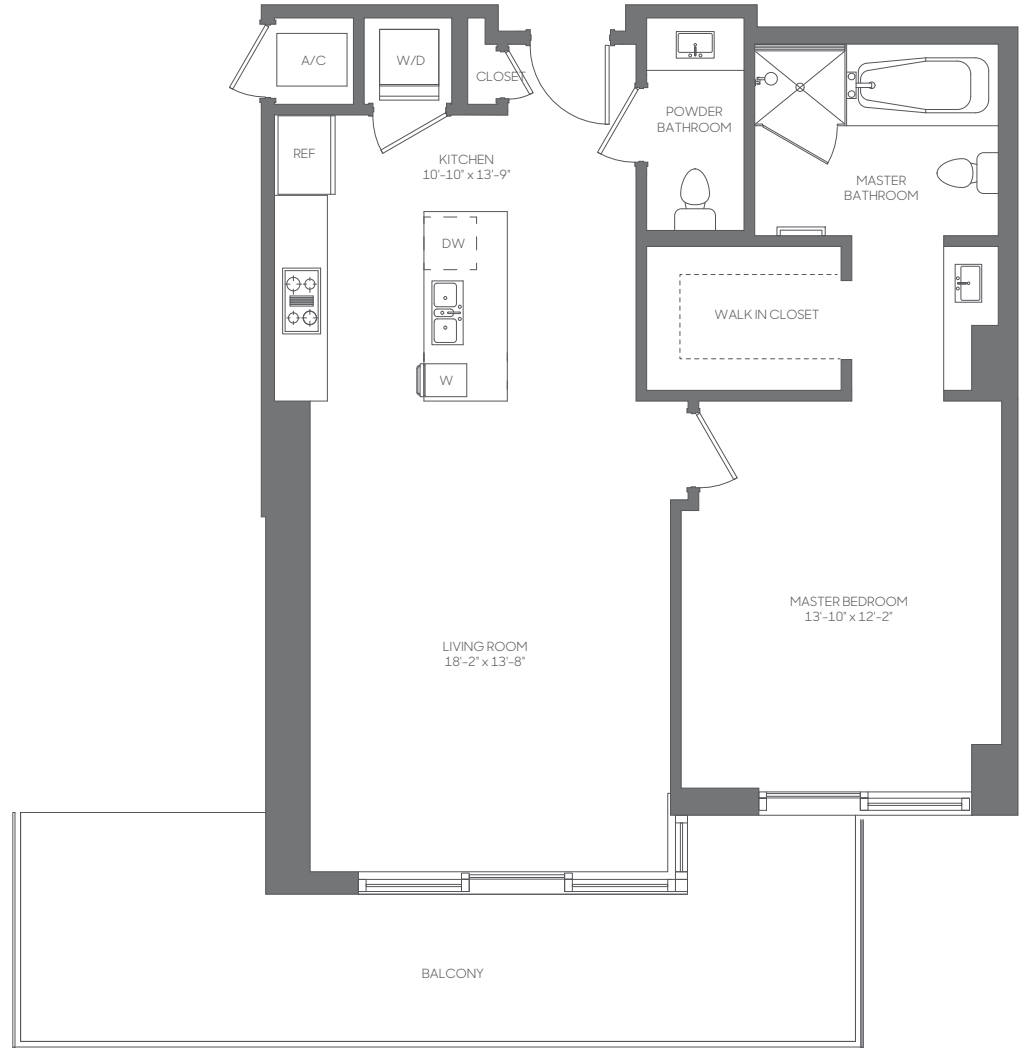 A/C
W/D
CLOSET
POWDER
BATHROOM
REF
KITCHEN
10'-10" x 13'-9"
MASTER
BATHROOM
DW
WALK IN CLOSET
W
MASTER BEDROOM
13'-10" x 12'-2"
LIVING ROOM
18'-2" x 13'-8"
BALCONY